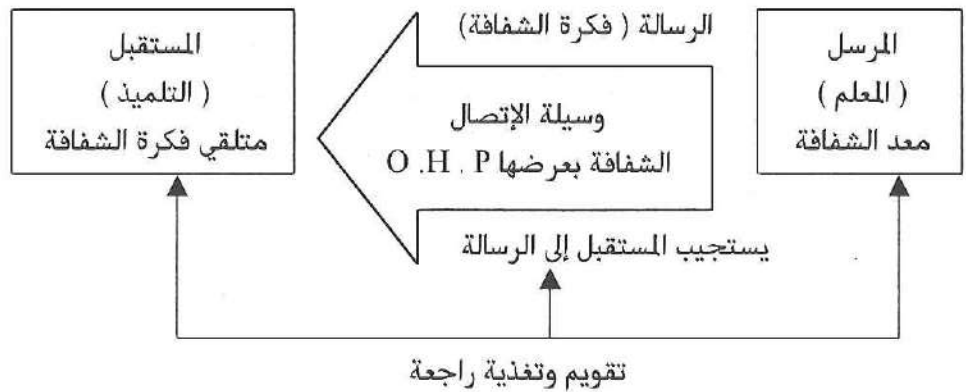 المرسل
( المعلم )
معد الشفافة
الرسالة ( فكرة الشفافة)
وسيلة الإتصال
الشفافة بعرضها O .H . P
المستقبل
( التلميذ )
متلقي فكرة الشفافة
يستجيب المستقبل إلى الرسالة
تقويم وتغذية راجعة